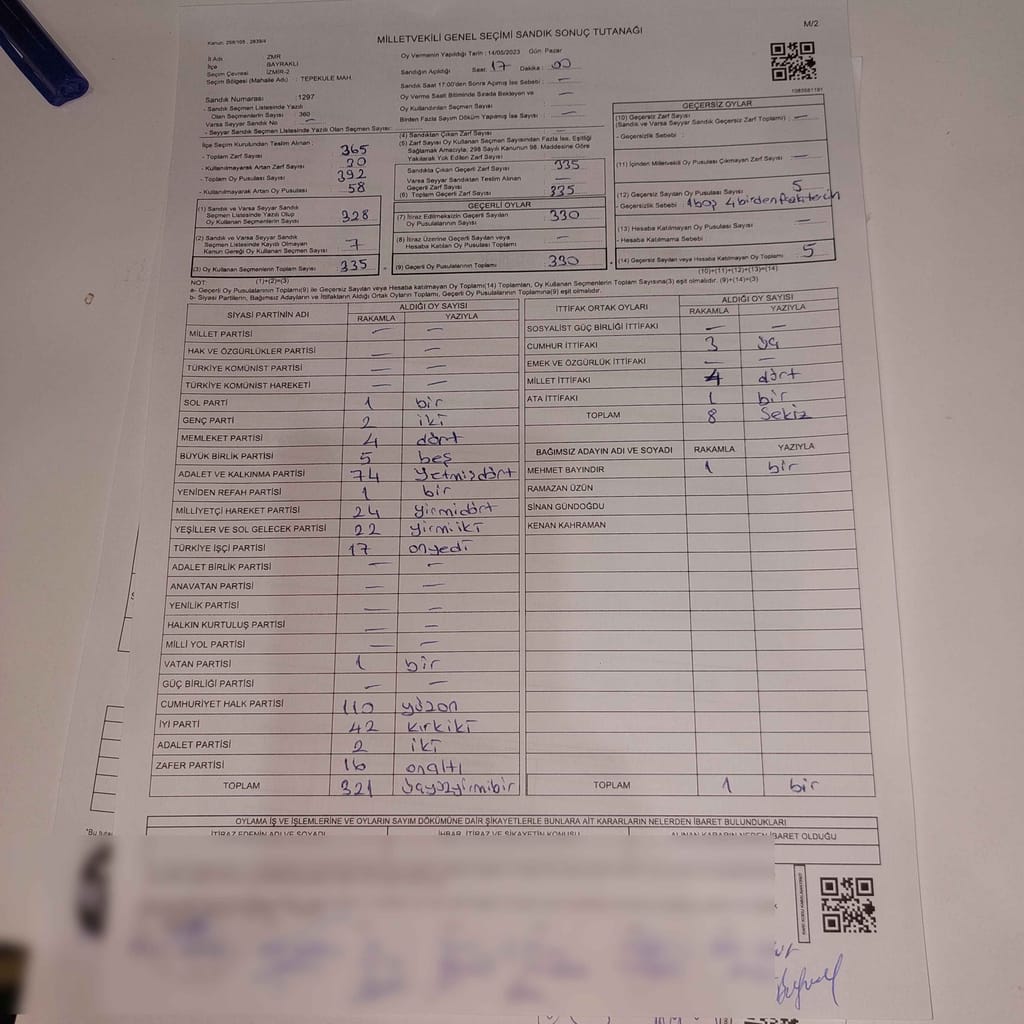 MİLLETVEKİLİ GENEL SEÇİMİ SANDIK SONUÇ TUTANAĞI
M/2
Kanun: 298/105 , 2839/4
İl Adı ZMR
İlçe BAYRAKLI
Seçim Çevresi İZMİR-2
Seçim Bölgesi (Mahalle Adı) : TEPEKULE MAH.
Sandık Numarası : 1297
- Sandık Seçmen Listesinde Yazılı
Olan Seçmenlerin Sayısı 360
Varsa Seyyar Sandık No —
- Seyyar Sandık Seçmen Listesinde Yazılı Olan Seçmen Sayısı:
İlçe Seçim Kurulundan Teslim Alınan :
- Toplam Zarf Sayısı 365
- Kullanılmayarak Artan Zarf Sayısı 30
- Toplam Oy Pusulası Sayısı 392
- Kullanılmayarak Artan Oy Pusulası 58
(1) Sandık ve Varsa Seyyar Sandık
Seçmen Listesinde Yazılı Olup
Oy Kullanan Seçmenlerin Sayısı 328
(2) Sandık ve Varsa Seyyar Sandık
Seçmen Listesinde Kayıtlı Olmayan
Kanun Gereği Oy Kullanan Seçmen Sayısı 7
(3) Oy Kullanan Seçmenlerin Toplam Sayısı 335
(1)+(2)=(3)
Oy Vermenin Yapıldığı Tarih : 14/05/2023 Gün: Pazar
Sandığın Açıldığı Saat: 17 Dakika : 00
Sandık Saat 17:00'den Sonra Açılmış İse Sebebi : —
Oy Verme Saati Bitiminde Sırada Bekleyen ve
Oy Kullandırılan Seçmen Sayısı : —
Birden Fazla Seyim Döküm Yapılmış İse Sayısı : —
(4) Sandıktan Çıkan Zarf Sayısı
(5) Zarf Sayısı Oy Kullanan Seçmen Sayısından Fazla İse, Eşitliği
Sağlamak Amacıyla, 298 Sayılı Kanunun 98. Maddesine Göre
Yakılarak Yok Edilen Zarf Sayısı
Sandıkta Çıkan Geçerli Zarf Sayısı 335
Varsa Seyyar Sandıktan Teslim Alınan
Geçerli Zarf Sayısı —
(6) Toplam Geçerli Zarf Sayısı 335
GEÇERLİ OYLAR
(7) İtiraz Edilmeksizin Geçerli Sayılan
Oy Pusulası Sayısı 330
(8) İtiraz Üzerine Geçerli Sayılan veya
Hesaba Katılan Oy Pusulası Toplamı —
(9) Geçerli Oy Pusulalarının Toplamı 330
1083581191
GEÇERSİZ OYLAR
(10) Geçersiz Zarf Sayısı
(Sandık ve Varsa Seyyar Sandık Geçersiz Zarf Toplamı) : —
- Geçersizlik Sebebi :
(11) İçinden Milletvekili Oy Pusulası Çıkmayan Zarf Sayısı —
(12) Geçersiz Sayılan Oy Pusulası Sayısı 5
- Geçersizlik Sebebi : 1 boş 4 birden fazla tercih
(13) Hesaba Katılmayan Oy Pusulası Sayısı —
- Hesaba Katılmama Sebebi
(14) Geçersiz Sayılan veya Hesaba Katılmayan Oy Toplamı 5
(10)+(11)+(12)+(13)=(14)
NOT:
a- Geçerli Oy Pusulalarının Toplamı(9) ile Geçersiz Sayılan veya Hesaba Katılmayan Oy Toplamı(14) Toplamları, Oy Kullanan Seçmenlerin Toplam Sayısına(3) eşit olmalıdır. (9)+(14)=(3)
b- Siyasi Partilerin, Bağımsız Adayların ve İttifakların Aldığı Ortak Oyların Toplamı, Geçerli Oy Pusulalarının Toplamına(9) eşit olmalıdır.
SİYASİ PARTİNİN ADI ALDIĞI OY SAYISI
RAKAMLA YAZIYLA
MİLLET PARTİSİ — —
HAK VE ÖZGÜRLÜKLER PARTİSİ — —
TÜRKİYE KOMÜNİST PARTİSİ — —
TÜRKİYE KOMÜNİST HAREKETİ — —
SOL PARTİ 1 bir
GENÇ PARTİ 2 iki
MEMLEKET PARTİSİ 4 dört
BÜYÜK BİRLİK PARTİSİ 5 beş
ADALET VE KALKINMA PARTİSİ 74 yetmişdört
YENİDEN REFAH PARTİSİ 1 bir
MİLLİYETÇİ HAREKET PARTİSİ 24 yirmidört
YEŞİLLER VE SOL GELECEK PARTİSİ 22 yirmiiki
TÜRKİYE İŞÇİ PARTİSİ 17 onyedi
ADALET BİRLİK PARTİSİ — —
ANAVATAN PARTİSİ — —
YENİLİK PARTİSİ — —
HALKIN KURTULUŞ PARTİSİ — —
MİLLİ YOL PARTİSİ — —
VATAN PARTİSİ 1 bir
GÜÇ BİRLİĞİ PARTİSİ — —
CUMHURİYET HALK PARTİSİ 110 yüzon
İYİ PARTİ 42 kırkiki
ADALET PARTİSİ 2 iki
ZAFER PARTİSİ 16 onaltı
TOPLAM 321 üçyüzyirmibir
İTTİFAK ORTAK OYLARI ALDIĞI OY SAYISI
RAKAMLA YAZIYLA
SOSYALİST GÜÇ BİRLİĞİ İTTİFAKI — —
CUMHUR İTTİFAKI 3 üç
EMEK VE ÖZGÜRLÜK İTTİFAKI — —
MİLLET İTTİFAKI 4 dört
ATA İTTİFAKI 1 bir
TOPLAM 8 sekiz
BAĞIMSIZ ADAYIN ADI VE SOYADI RAKAMLA YAZIYLA
MEHMET BAYINDIR 1 bir
RAMAZAN ÜZÜN
SİNAN GÜNDOĞDU
KENAN KAHRAMAN
TOPLAM 1 bir
OYLAMA İŞ VE İŞLEMLERİNE VE OYLARIN SAYIM DÖKÜMÜNE DAİR ŞİKAYETLERLE BUNLARA AİT KARARLARIN NELERDEN İBARET BULUNDUKLARI
İTİRAZ EDENİN ADI VE SOYADI İHBAR, İTİRAZ VE ŞİKAYETİN KONUSU ALINAN KARARIN NEDEN İBARET OLDUĞU